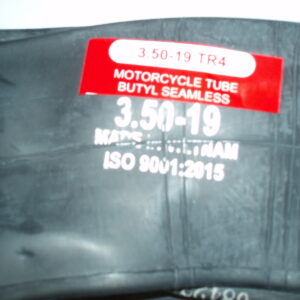 3.50-19 TR4
MOTORCYCLE TUBE
BUTYL SEAMLESS
3.50-19
MADE IN VIETNAM
ISO 9001:2015